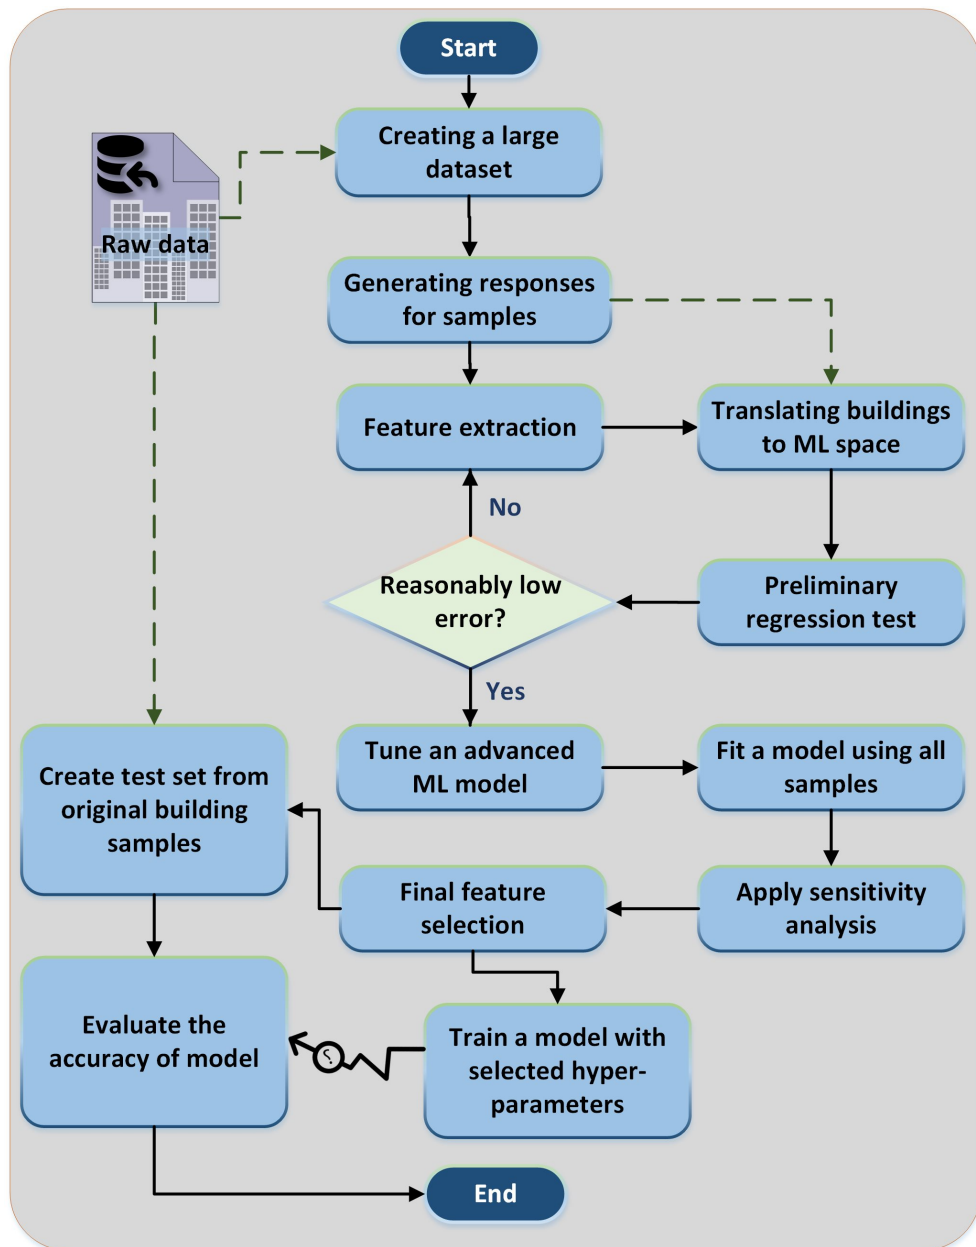 Start
Creating a large
dataset
Raw data
Generating responses
for samples
Feature extraction
Translating buildings
to ML space
No
Reasonably low
error?
Preliminary
regression test
Yes
Tune an advanced
ML model
Fit a model using all
samples
Create test set from
original building
samples
Final feature
selection
Apply sensitivity
analysis
Evaluate the
accuracy of model
؟
Train a model with
selected hyper-
parameters
End